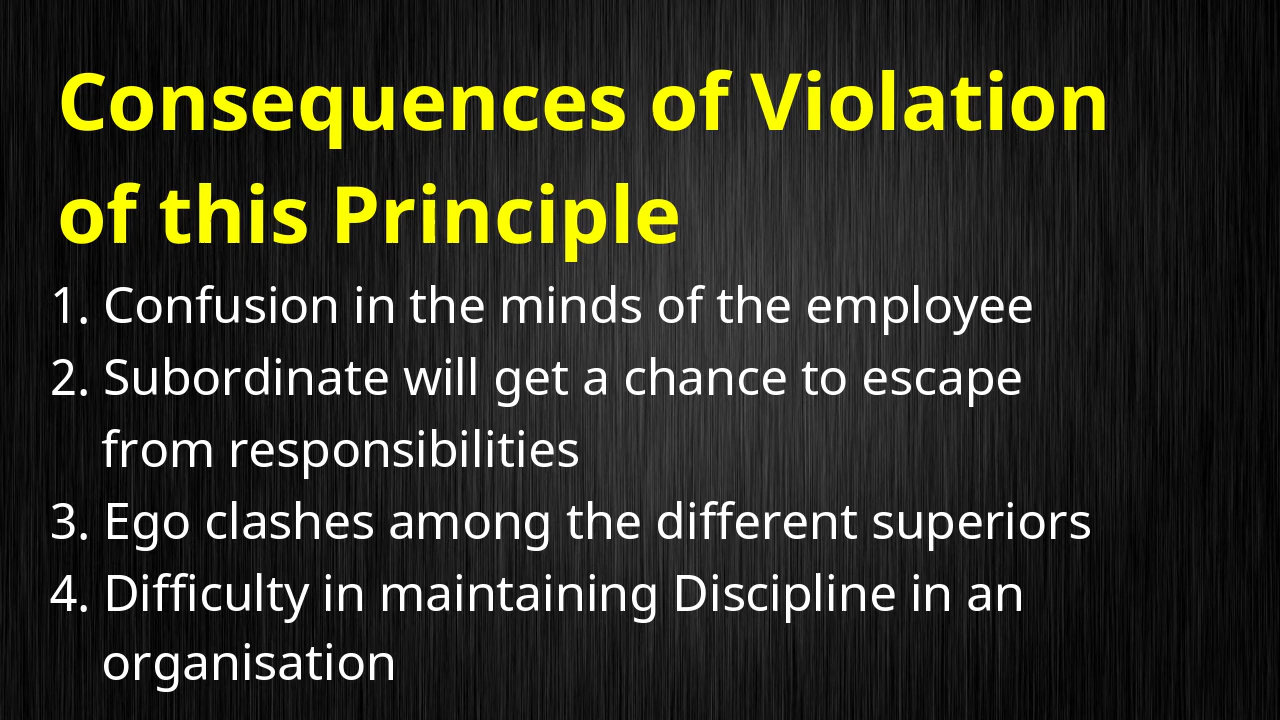 Consequences of Violation
of this Principle
1. Confusion in the minds of the employee
2. Subordinate will get a chance to escape
from responsibilities
3. Ego clashes among the different superiors
4. Difficulty in maintaining Discipline in an
organisation